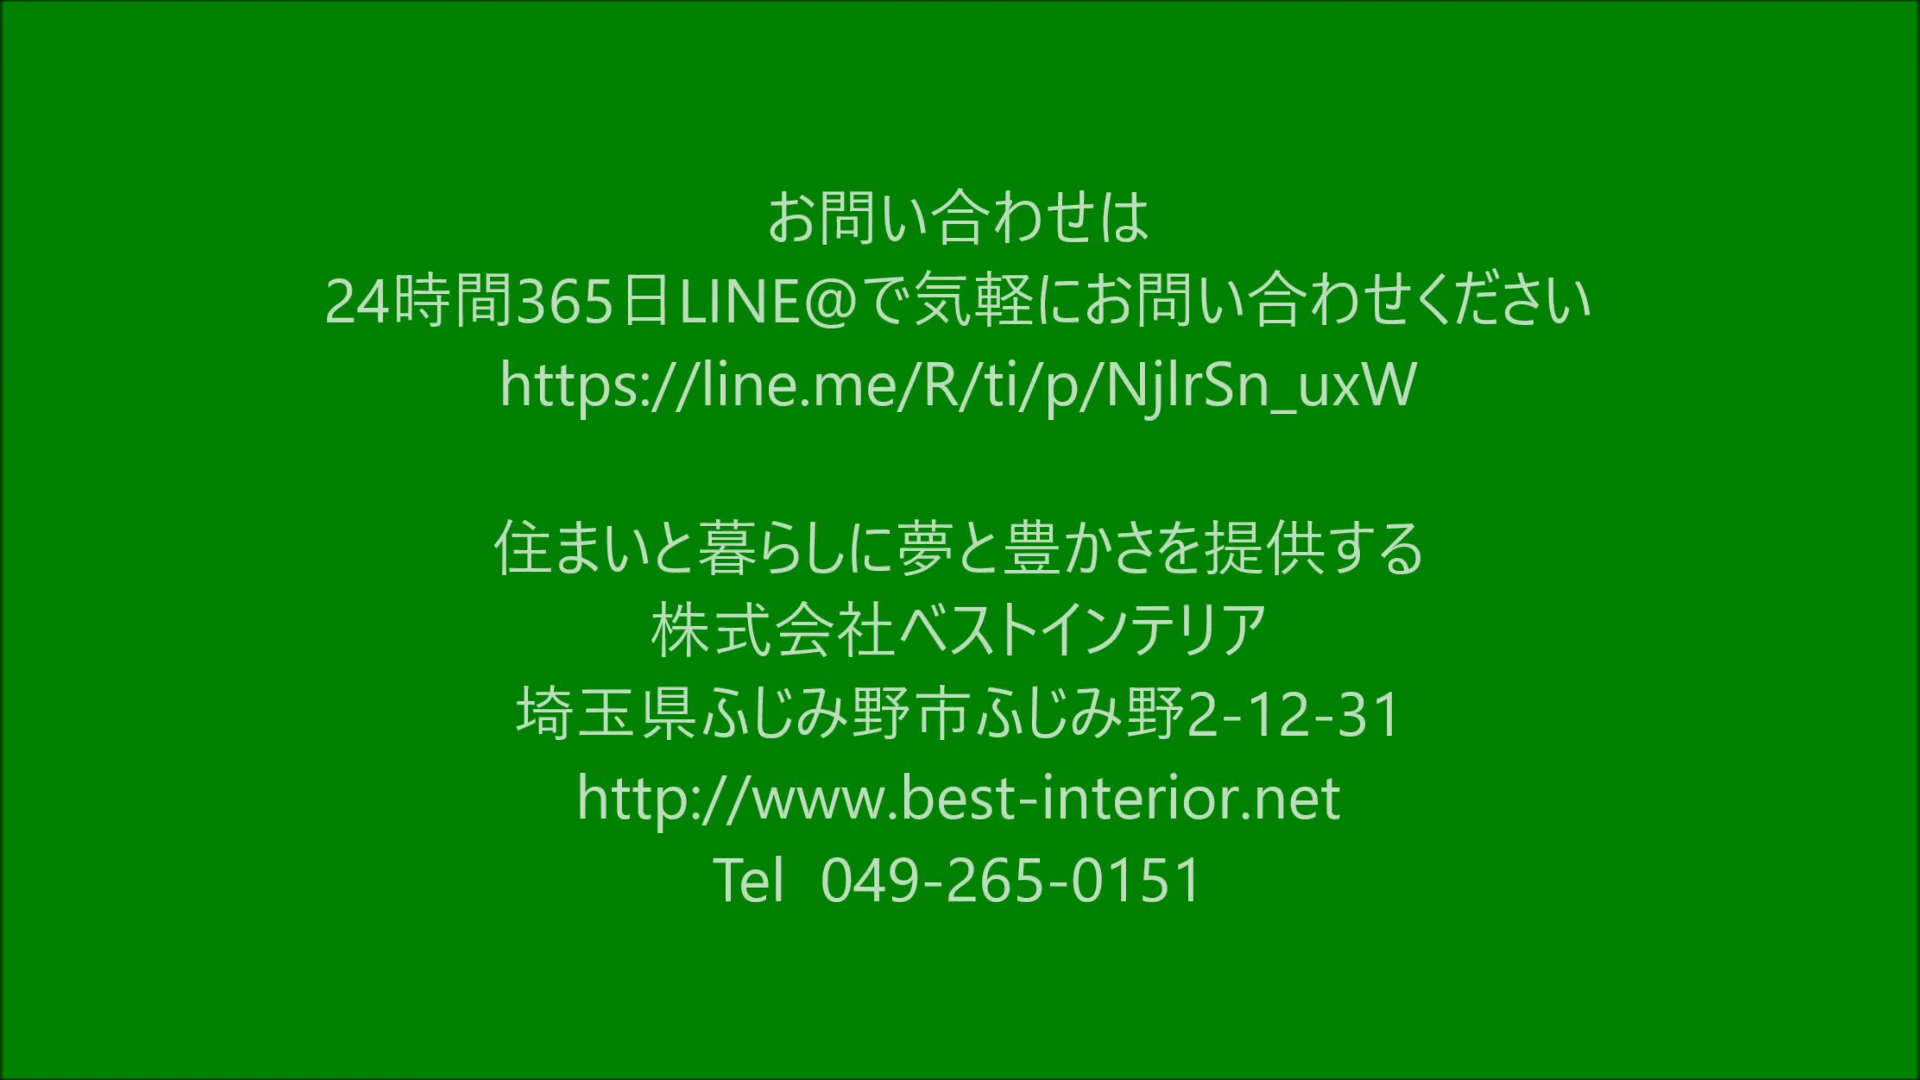 お問い合わせは
24時間365日LINE@で気軽にお問い合わせください
https://line.me/R/ti/p/NjlrSn_uxW
住まいと暮らしに夢と豊かさを提供する
株式会社ベストインテリア
埼玉県ふじみ野市ふじみ野2-12-31
http://www.best-interior.net
Tel  049-265-0151